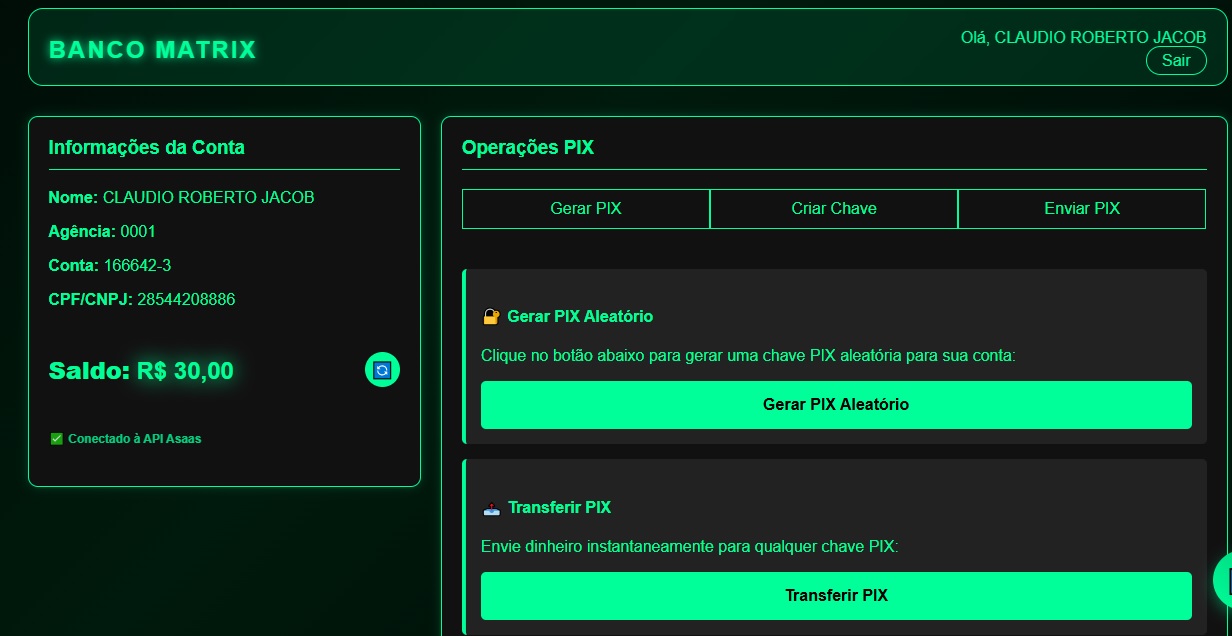 BANCO MATRIX
Olá, CLAUDIO ROBERTO JACOB
Sair
Informações da Conta
Nome: CLAUDIO ROBERTO JACOB
Agência: 0001
Conta: 166642-3
CPF/CNPJ: 28544208886
Saldo: R$ 30,00
Conectado à API Asaas
Operações PIX
Gerar PIX
Criar Chave
Enviar PIX
Gerar PIX Aleatório
Clique no botão abaixo para gerar uma chave PIX aleatória para sua conta:
Gerar PIX Aleatório
Transferir PIX
Envie dinheiro instantaneamente para qualquer chave PIX:
Transferir PIX